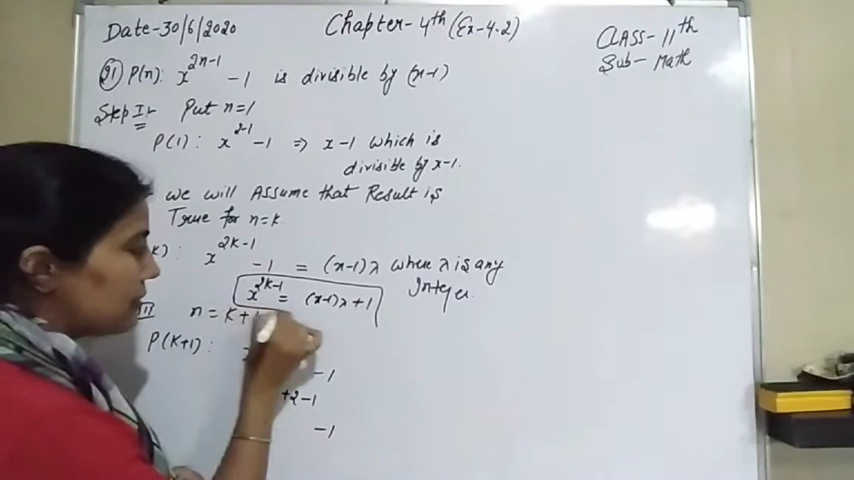 Date-30/6/2020
Chapter-4th (Ex-4.2)
CLASS-11th
Sub-Math
Q1 P(n): x^2n-1 - 1 is divisible by (x-1)
Step I:- Put n=1
P(1): x^2-1 - 1 => x-1 which is
divisible by x-1.
we will Assume that Result is
True for n=k
k): x^2k-1 - 1 = (x-1)λ where λ is any
Integer.
x^2k-1 = (x-1)λ+1
III n = k+1
P(k+1):
-1
+2-1
-1